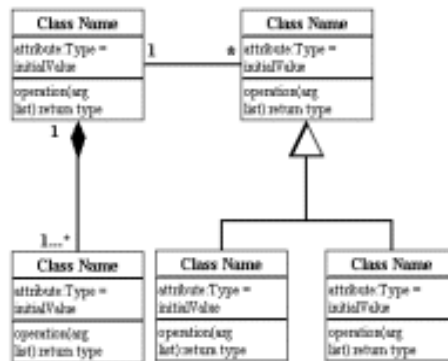 Class Name
attribute:Type =
initialValue
operation(arg
list):return type
1
*
Class Name
attribute:Type =
initialValue
operation(arg
list):return type
1
1...*
Class Name
attribute:Type =
initialValue
operation(arg
list):return type
Class Name
attribute:Type =
initialValue
operation(arg
list):return type
Class Name
attribute:Type =
initialValue
operation(arg
list):return type